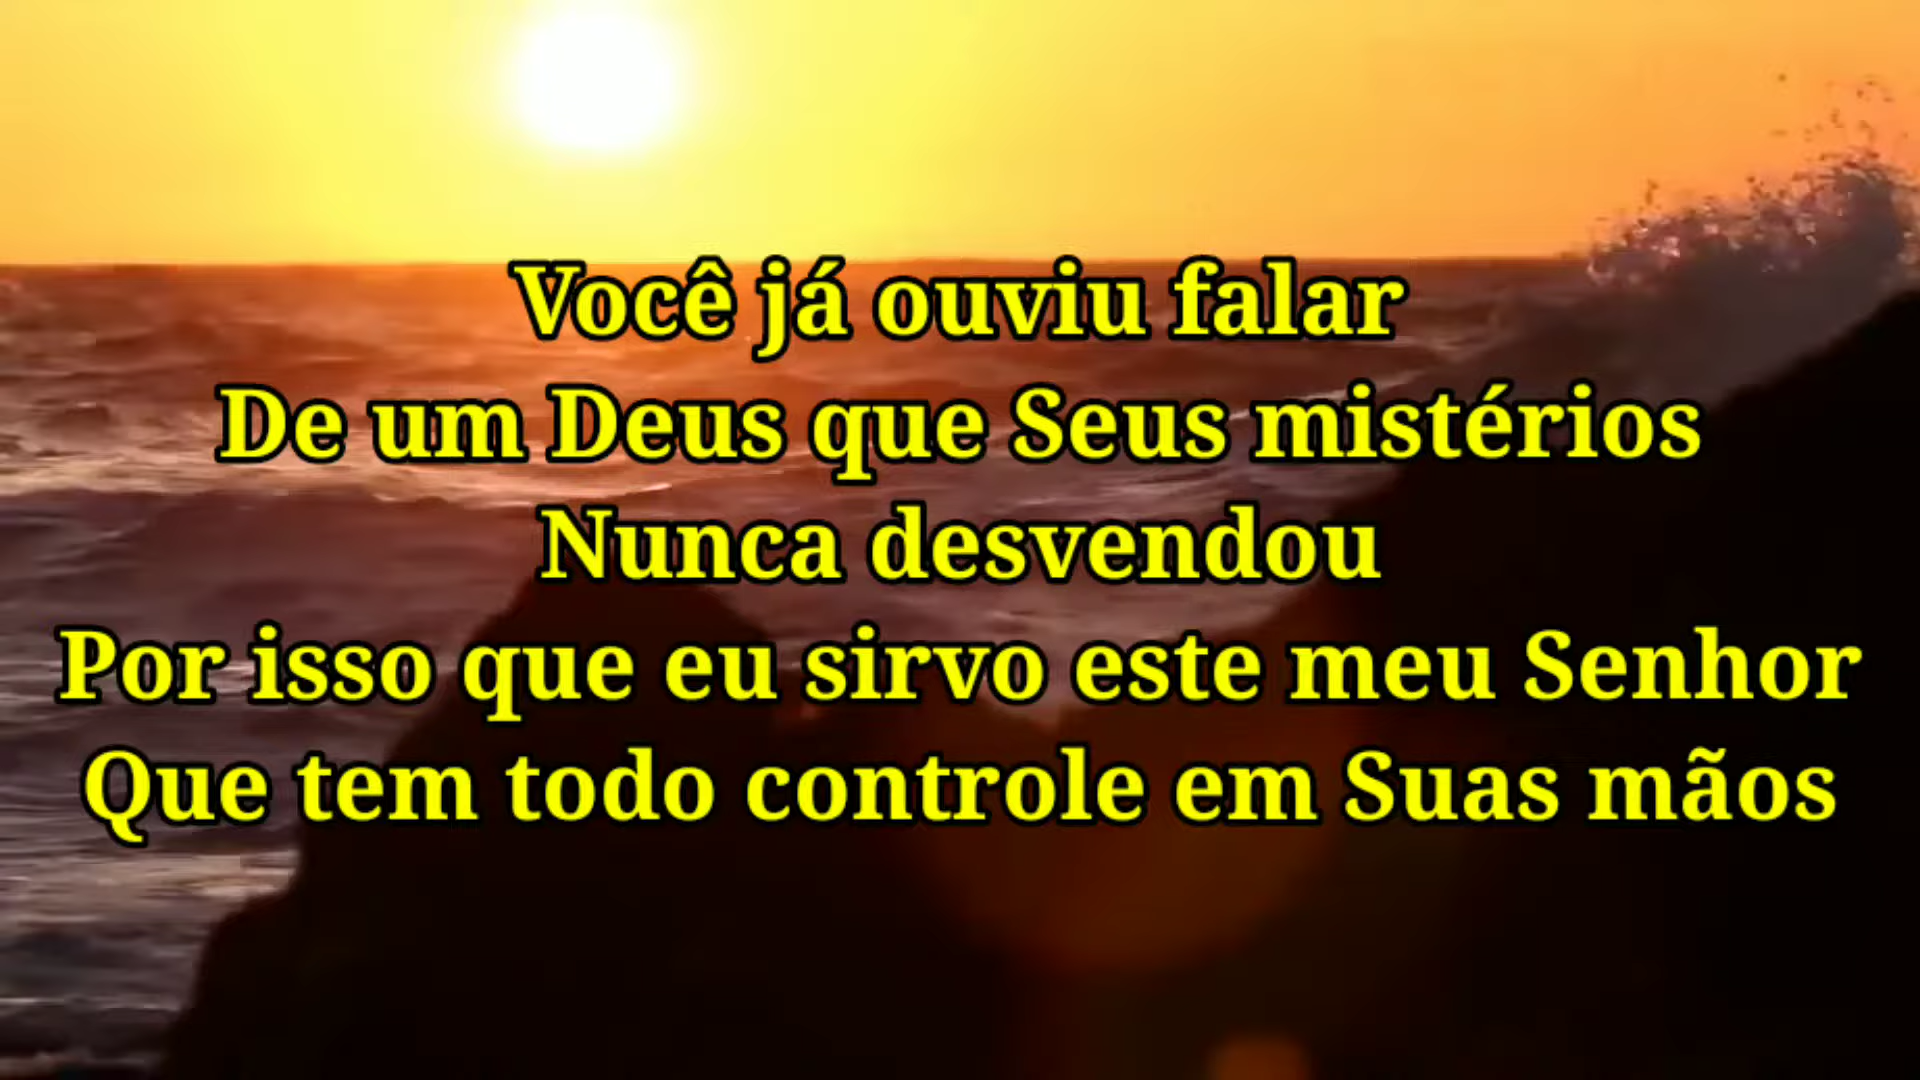 Você já ouviu falar
De um Deus que Seus mistérios
Nunca desvendou
Por isso que eu sirvo este meu Senhor
Que tem todo controle em Suas mãos